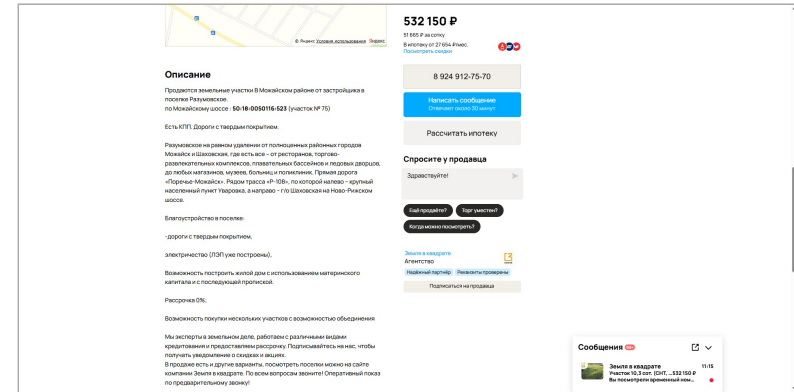 © Яндекс Условия использования Яндекс
Описание
Продаются земельные участки В Можайском районе от застройщика в
поселке Разумовское.
по Можайскому шоссе : 50:18:0050116:523 (участок № 75)
Есть КПП. Дороги с твердым покрытием.
Разумовское на равном удалении от полноценных районных городов
Можайск и Шаховская, где есть все – от ресторанов, торгово-
развлекательных комплексов, плавательных бассейнов и ледовых дворцов,
до любых магазинов, музеев, больниц и поликлиник. Прямая дорога
«Поречье-Можайск». Рядом трасса «Р-108», по которой налево – крупный
населенный пункт Уваровка, а направо – г/о Шаховская на Ново-Рижском
шоссе.
Благоустройство в поселке:
-дороги с твердым покрытием,
электричество (ЛЭП уже построены),
Возможность построить жилой дом с использованием материнского
капитала и с последующей пропиской.
Рассрочка 0%;
Возможность покупки нескольких участков с возможностью объединения
Мы эксперты в земельном деле, работаем с различными видами
кредитования и предоставляем рассрочку. Подписывайтесь на нас, чтобы
получать уведомление о скидках и акциях.
В продаже есть и другие варианты, посмотреть поселки можно на сайте
компании Земля в квадрате. По всем вопросам звоните! Оперативный показ
по предварительному звонку!
532 150 ₽
51 665 ₽ за сотку
В ипотеку от 27 654 ₽/мес.
Посмотреть скидки
8 924 912-75-70
Написать сообщение
Отвечает около 30 минут
Рассчитать ипотеку
Спросите у продавца
Здравствуйте!
Ещё продаёте? Торг уместен?
Когда можно посмотреть?
Земля в квадрате
Агентство
Надёжный партнёр Реквизиты проверены
Подписаться на продавца
Сообщения
Земля в квадрате 11:15
Участок 10,3 сот. (СНТ, ... 532 150 ₽
Вы посмотрели временный ном...